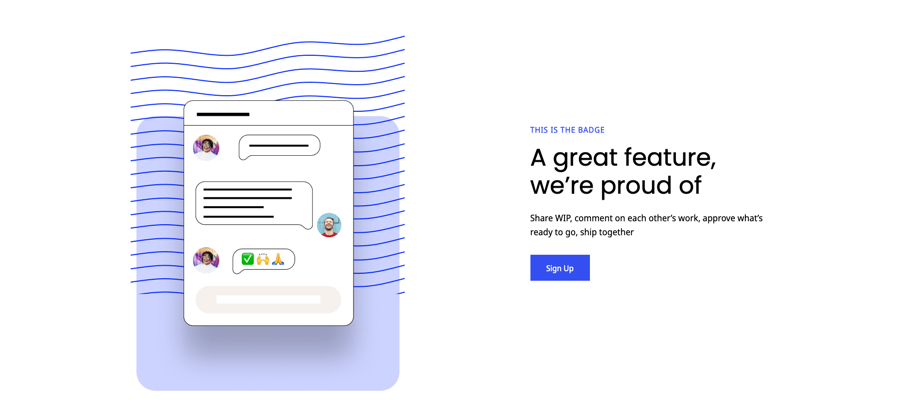 THIS IS THE BADGE
A great feature,
we’re proud of
Share WIP, comment on each other’s work, approve what’s
ready to go, ship together
Sign Up